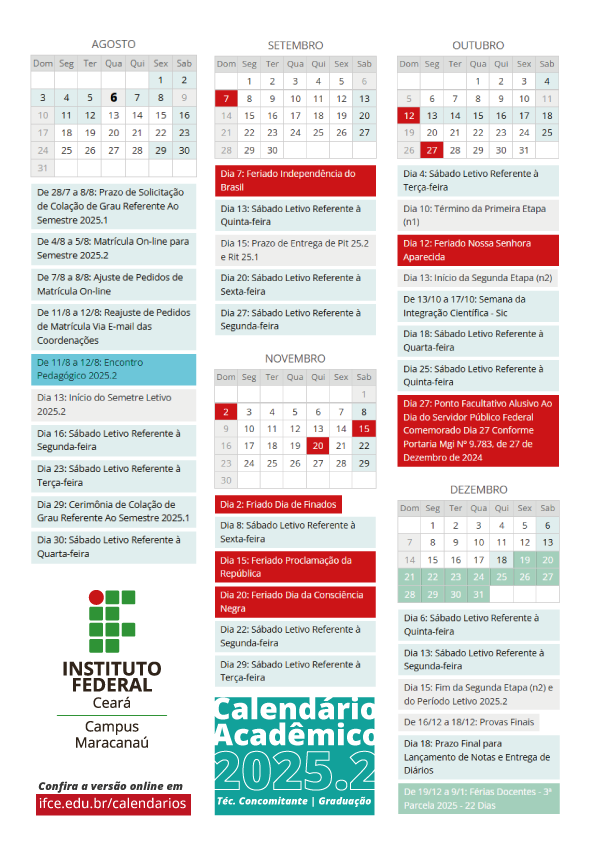 AGOSTO
Dom Seg Ter Qua Qui Sex Sab
1 2
3 4 5 6 7 8 9
10 11 12 13 14 15 16
17 18 19 20 21 22 23
24 25 26 27 28 29 30
31
De 28/7 a 8/8: Prazo de Solicitação
de Colação de Grau Referente Ao
Semestre 2025.1
De 4/8 a 5/8: Matrícula On-line para
Semestre 2025.2
De 7/8 a 8/8: Ajuste de Pedidos de
Matrícula On-line
De 11/8 a 12/8: Reajuste de Pedidos
de Matrícula Via E-mail das
Coordenações
De 11/8 a 12/8: Encontro
Pedagógico 2025.2
Dia 13: Início do Semetre Letivo
2025.2
Dia 16: Sábado Letivo Referente à
Segunda-feira
Dia 23: Sábado Letivo Referente à
Terça-feira
Dia 29: Cerimônia de Colação de
Grau Referente Ao Semestre 2025.1
Dia 30: Sábado Letivo Referente à
Quarta-feira
INSTITUTO
FEDERAL
Ceará
Campus
Maracanaú
Confira a versão online em
ifce.edu.br/calendarios
SETEMBRO
Dom Seg Ter Qua Qui Sex Sab
1 2 3 4 5 6
7 8 9 10 11 12 13
14 15 16 17 18 19 20
21 22 23 24 25 26 27
28 29 30
Dia 7: Feriado Independência do
Brasil
Dia 13: Sábado Letivo Referente à
Quinta-feira
Dia 15: Prazo de Entrega de Pit 25.2
e Rit 25.1
Dia 20: Sábado Letivo Referente à
Sexta-feira
Dia 27: Sábado Letivo Referente à
Segunda-feira
NOVEMBRO
Dom Seg Ter Qua Qui Sex Sab
1
2 3 4 5 6 7 8
9 10 11 12 13 14 15
16 17 18 19 20 21 22
23 24 25 26 27 28 29
30
Dia 2: Friado Dia de Finados
Dia 8: Sábado Letivo Referente à
Sexta-feira
Dia 15: Feriado Proclamação da
República
Dia 20: Feriado Dia da Consciência
Negra
Dia 22: Sábado Letivo Referente à
Segunda-feira
Dia 29: Sábado Letivo Referente à
Terça-feira
Calendário
Acadêmico
2025.2
Téc. Concomitante | Graduação
OUTUBRO
Dom Seg Ter Qua Qui Sex Sab
1 2 3 4
5 6 7 8 9 10 11
12 13 14 15 16 17 18
19 20 21 22 23 24 25
26 27 28 29 30 31
Dia 4: Sábado Letivo Referente à
Terça-feira
Dia 10: Término da Primeira Etapa
(n1)
Dia 12: Feriado Nossa Senhora
Aparecida
Dia 13: Início da Segunda Etapa (n2)
De 13/10 a 17/10: Semana da
Integração Científica - Sic
Dia 18: Sábado Letivo Referente à
Quarta-feira
Dia 25: Sábado Letivo Referente à
Quinta-feira
Dia 27: Ponto Facultativo Alusivo Ao
Dia do Servidor Público Federal
Comemorado Dia 27 Conforme
Portaria Mgi Nº 9.783, de 27 de
Dezembro de 2024
DEZEMBRO
Dom Seg Ter Qua Qui Sex Sab
1 2 3 4 5 6
7 8 9 10 11 12 13
14 15 16 17 18 19 20
21 22 23 24 25 26 27
28 29 30 31
Dia 6: Sábado Letivo Referente à
Quinta-feira
Dia 13: Sábado Letivo Referente à
Segunda-feira
Dia 15: Fim da Segunda Etapa (n2) e
do Período Letivo 2025.2
De 16/12 a 18/12: Provas Finais
Dia 18: Prazo Final para
Lançamento de Notas e Entrega de
Diários
De 19/12 a 9/1: Férias Docentes - 3ª
Parcela 2025 - 22 Dias